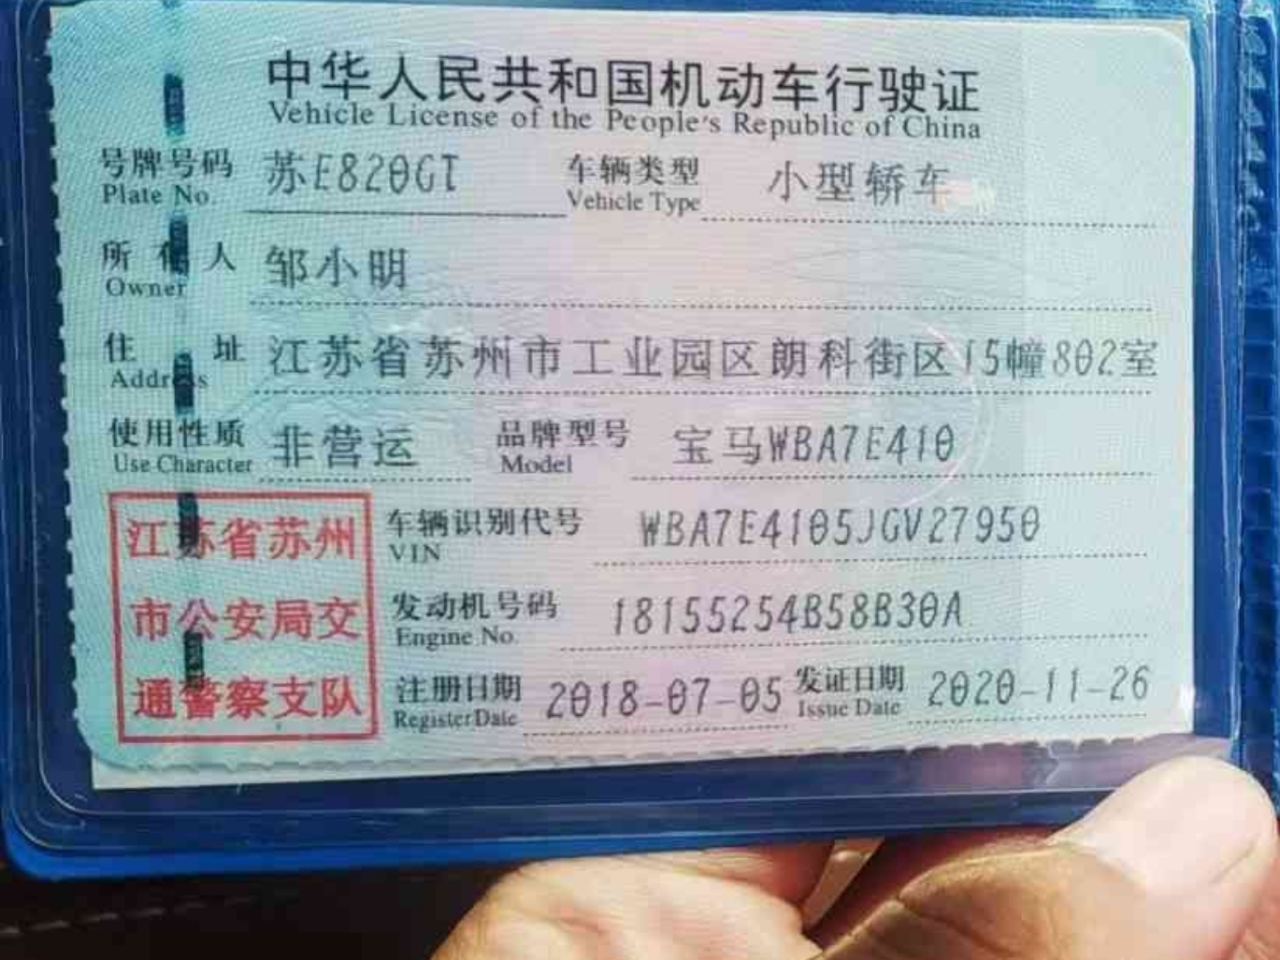 中华人民共和国机动车行驶证
Vehicle License of the People's Republic of China
号牌号码 苏E820GT 车辆类型 小型轿车
Plate No. Vehicle Type
所有人 邹小明
Owner
住址 江苏省苏州市工业园区朗科街区15幢802室
Address
使用性质 非营运 品牌型号 宝马WBA7E410
Use Character Model
江苏省苏州
市公安局交
通警察支队
车辆识别代号 WBA7E4105JGV27950
VIN
发动机号码 18155254B58B30A
Engine No.
注册日期 2018-07-05 发证日期 2020-11-26
Register Date Issue Date